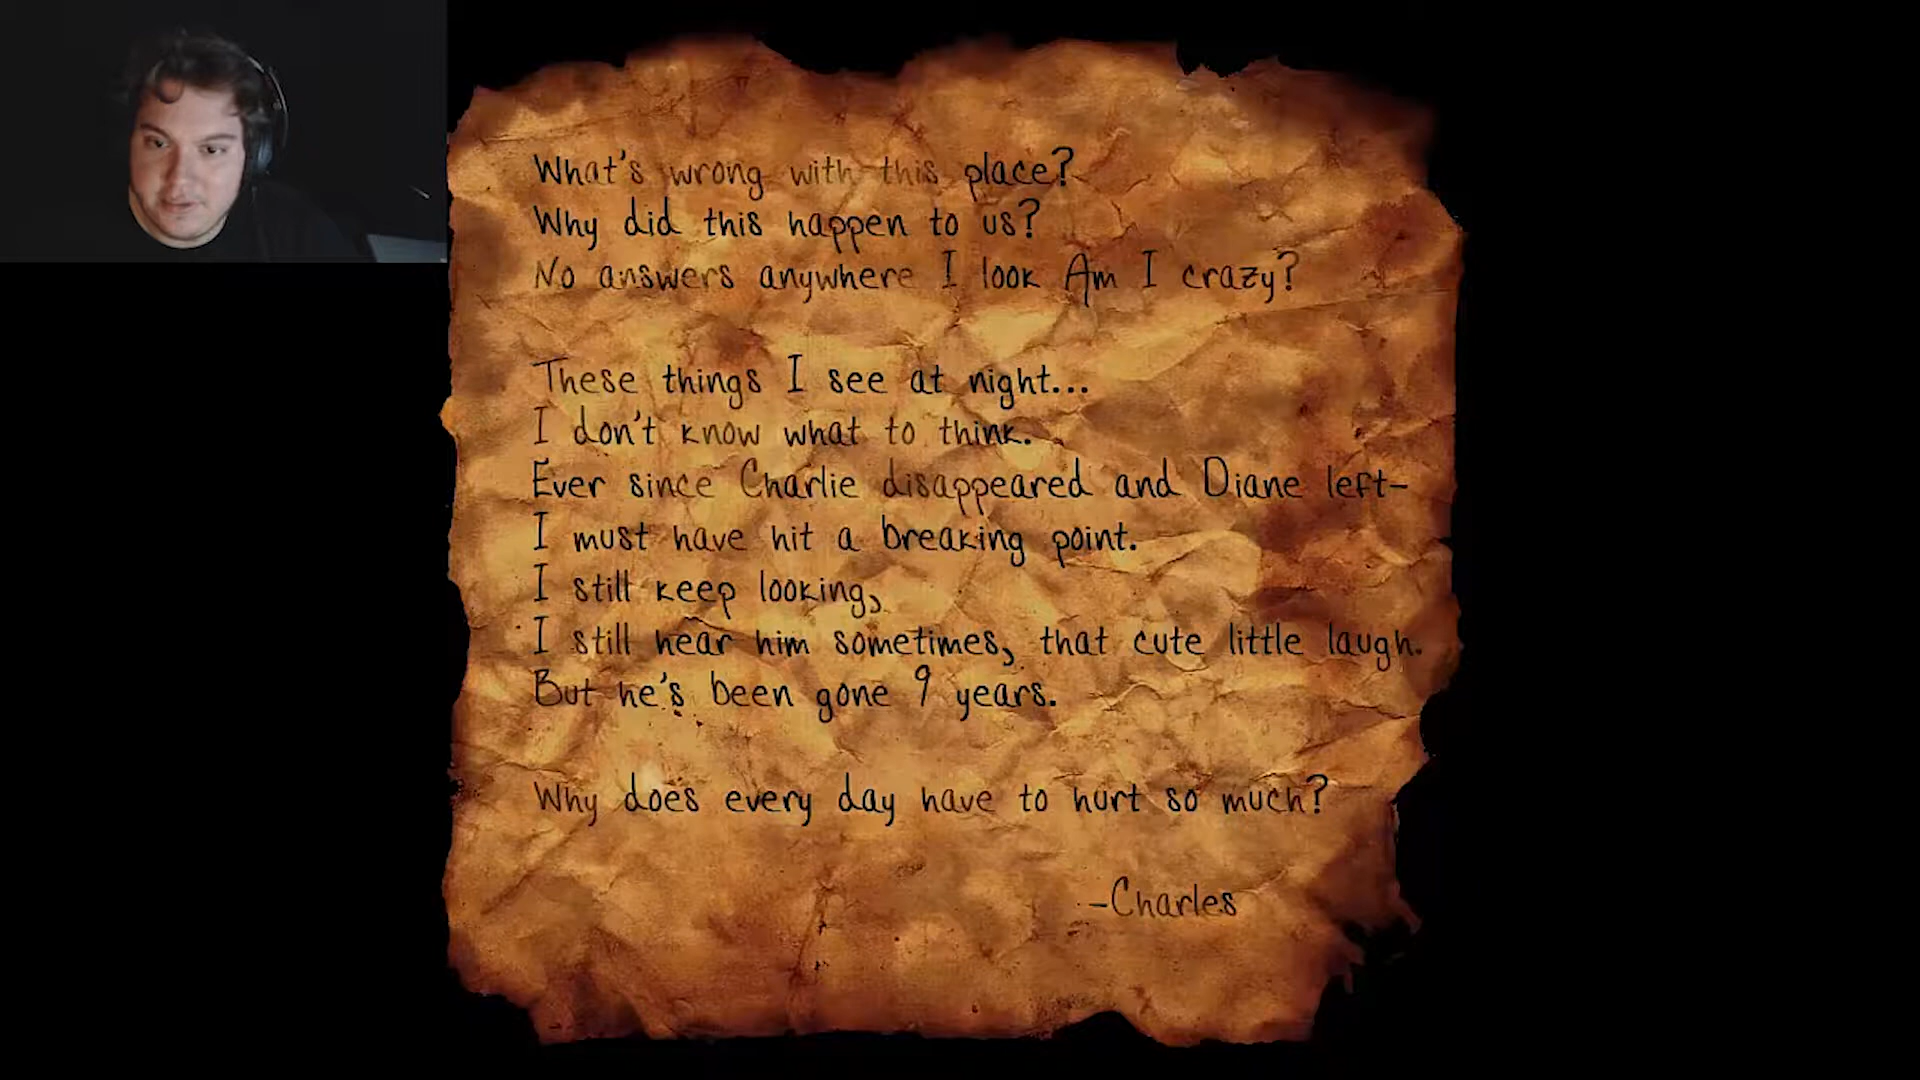 What's wrong with this place?
Why did this happen to us?
No answers anywhere I look Am I crazy?
These things I see at night...
I don't know what to think.
Ever since Charlie disappeared and Diane left-
I must have hit a breaking point.
I still keep looking,
I still hear him sometimes, that cute little laugh.
But he's been gone 9 years.
Why does every day have to hurt so much?
-Charles